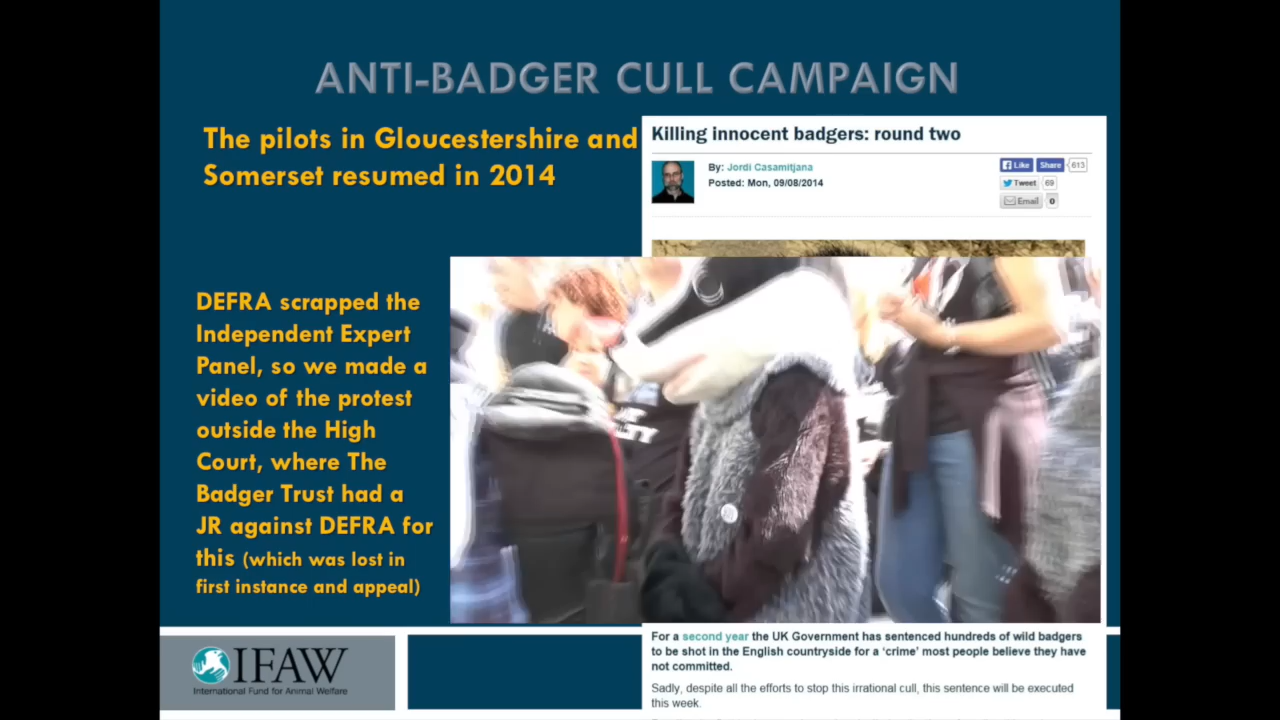 ANTI-BADGER CULL CAMPAIGN
The pilots in Gloucestershire and
Somerset resumed in 2014
Killing innocent badgers: round two
By: Jordi Casamitjana
Posted: Mon, 09/08/2014
Like Share 613
Tweet 69
Email 0
DEFRA scrapped the
Independent Expert
Panel, so we made a
video of the protest
outside the High
Court, where The
Badger Trust had a
JR against DEFRA for
this (which was lost in
first instance and appeal)
For a second year the UK Government has sentenced hundreds of wild badgers
to be shot in the English countryside for a ‘crime’ most people believe they have
not committed.
Sadly, despite all the efforts to stop this irrational cull, this sentence will be executed
this week.
IFAW
International Fund for Animal Welfare